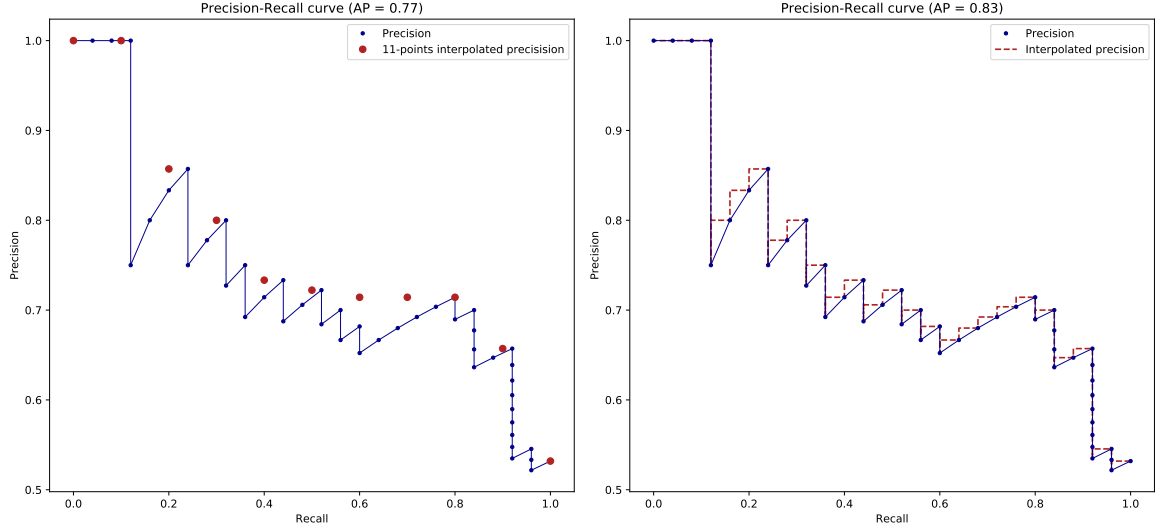 Precision-Recall curve (AP = 0.77)
Precision
11-points interpolated precisision
1.0
0.9
0.8
0.7
0.6
0.5
Precision
0.0
0.2
0.4
0.6
0.8
1.0
Recall
Precision-Recall curve (AP = 0.83)
Precision
Interpolated precision
1.0
0.9
0.8
0.7
0.6
0.5
Precision
0.0
0.2
0.4
0.6
0.8
1.0
Recall